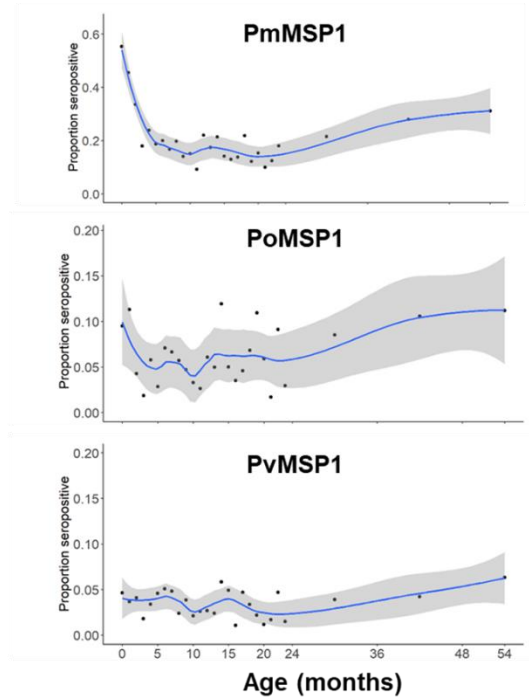 PmMSP1
Proportion seropositive
0.6
0.4
0.2
0.0
PoMSP1
Proportion seropositive
0.20
0.15
0.10
0.05
0.00
PvMSP1
Proportion seropositive
0.20
0.15
0.10
0.05
0.00
0 5 10 15 20 24 36 48 54
Age (months)